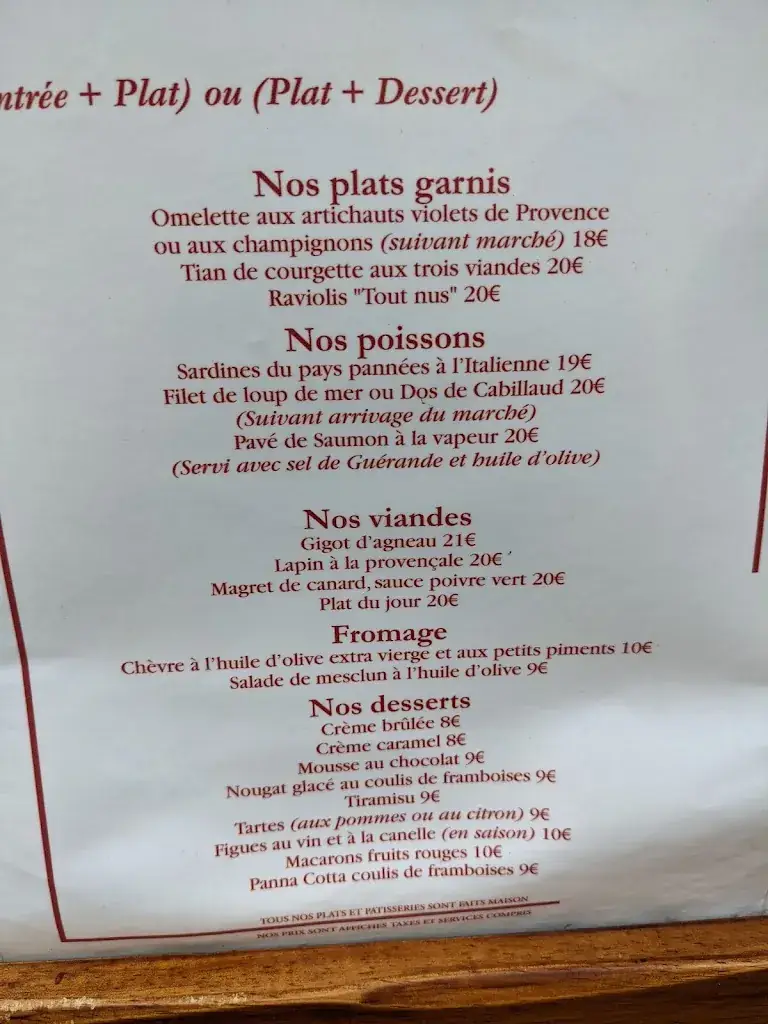 ntrée + Plat) ou (Plat + Dessert)
Nos plats garnis
Omelette aux artichauts violets de Provence
ou aux champignons (suivant marché) 18€
Tian de courgette aux trois viandes 20€
Raviolis "Tout nus" 20€
Nos poissons
Sardines du pays pannées à l'Italienne 19€
Filet de loup de mer ou Dos de Cabillaud 20€
(Suivant arrivage du marché)
Pavé de Saumon à la vapeur 20€
(Servi avec sel de Guérande et huile d'olive)
Nos viandes
Gigot d'agneau 21€
Lapin à la provençale 20€
Magret de canard, sauce poivre vert 20€
Plat du jour 20€
Fromage
Chèvre à l'huile d'olive extra vierge et aux petits piments 10€
Salade de mesclun à l'huile d'olive 9€
Nos desserts
Crème brûlée 8€
Crème caramel 8€
Mousse au chocolat 9€
Nougat glacé au coulis de framboises 9€
Tiramisu 9€
Tartes (aux pommes ou au citron) 9€
Figues au vin et à la canelle (en saison) 10€
Macarons fruits rouges 10€
Panna Cotta coulis de framboises 9€
TOUS NOS PLATS ET PATISSERIES SONT FAITS MAISON
NOS PRIX SONT AFFICHES TAXES ET SERVICES COMPRIS